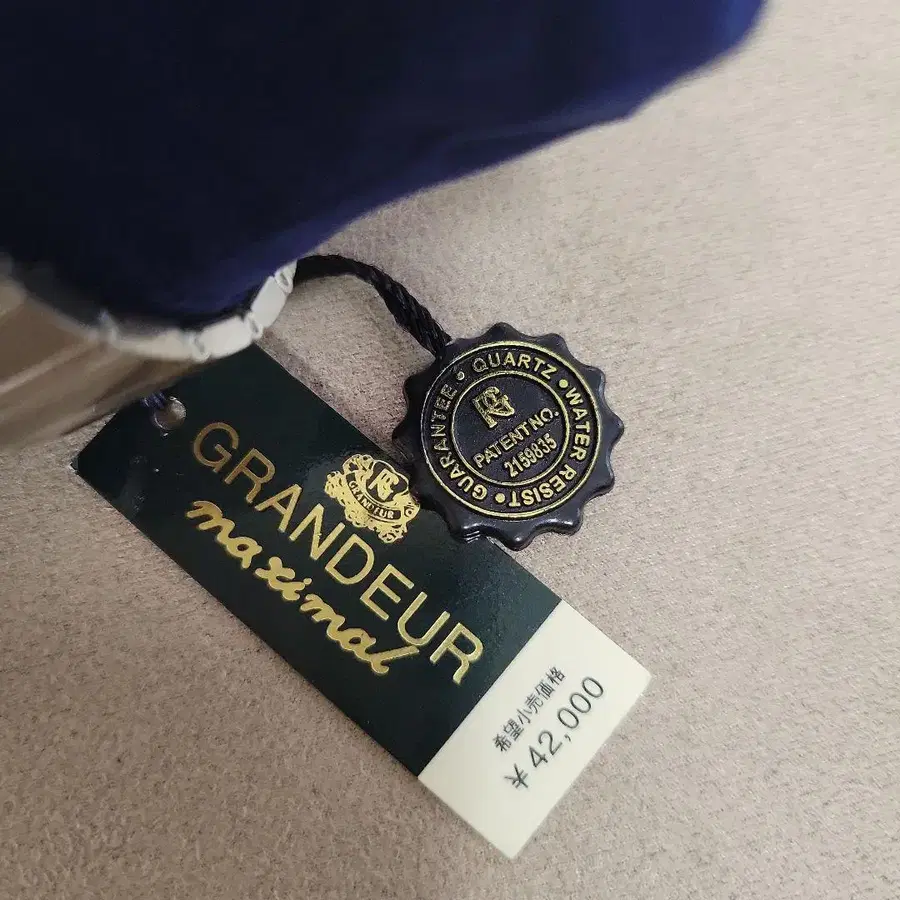 GRANDEUR
maximal
GRANDEUR
希望小売価格
¥42,000
GUARANTEE • QUARTZ • WATER RESIST •
PATENT NO.
2159835